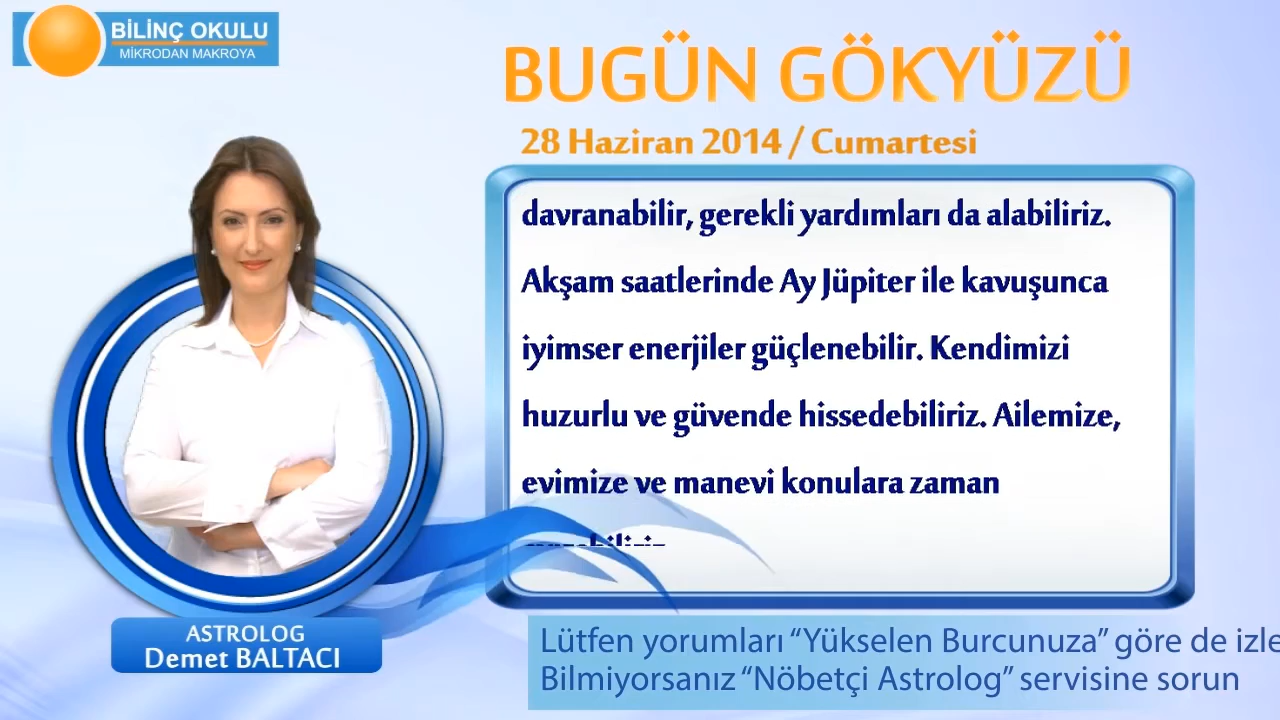 BİLİNÇ OKULU
MİKRODAN MAKROYA
BUGÜN GÖKYÜZÜ
28 Haziran 2014 / Cumartesi
davranabilir, gerekli yardımları da alabiliriz.
Akşam saatlerinde Ay Jüpiter ile kavuşunca
iyimser enerjiler güçlenebilir. Kendimizi
huzurlu ve güvende hissedebiliriz. Ailemize,
evimize ve manevi konulara zaman
ASTROLOG
Demet BALTACI
Lütfen yorumları “Yükselen Burcunuza” göre de izle
Bilmiyorsanız “Nöbetçi Astrolog” servisine sorun